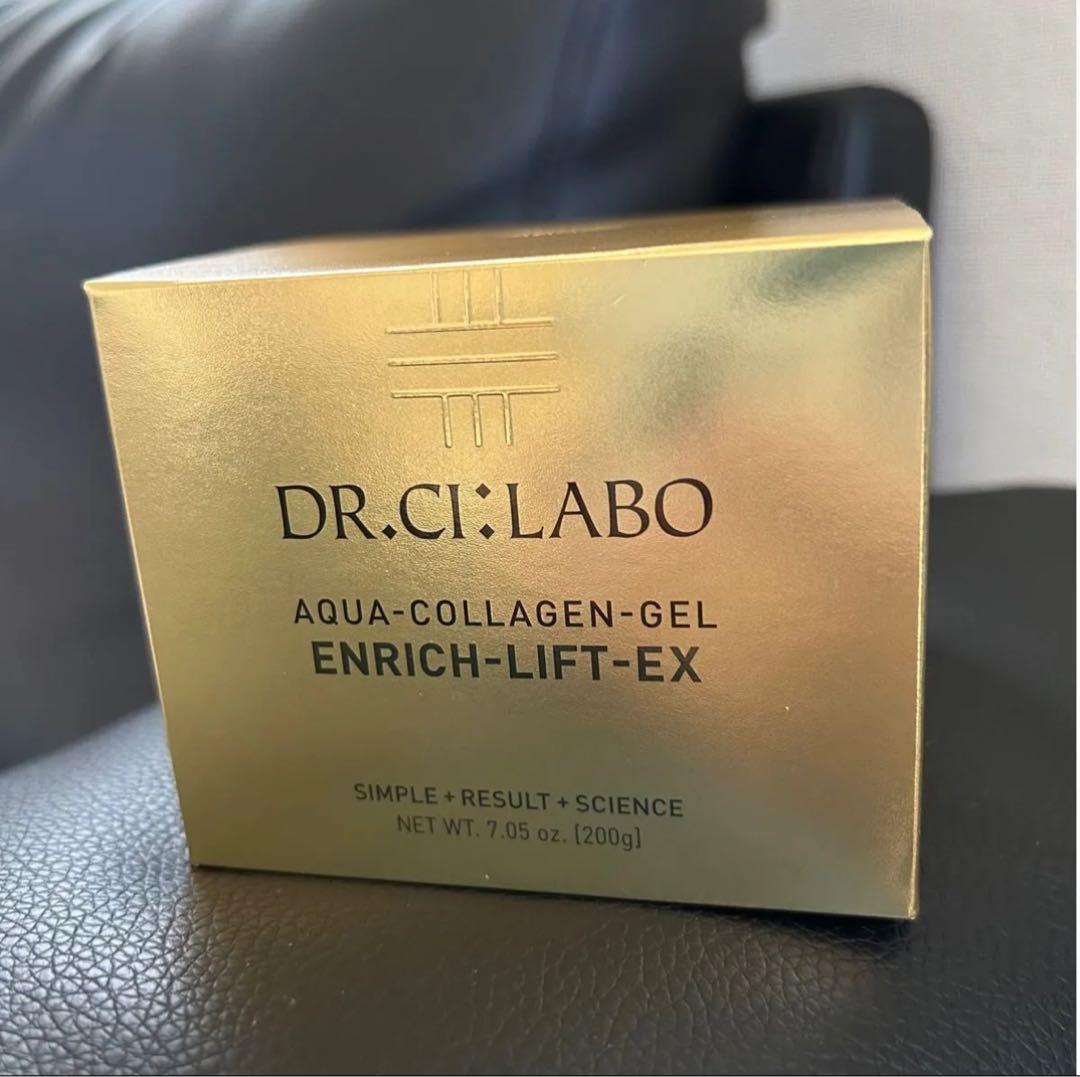 DR.CI:LABO
AQUA-COLLAGEN-GEL
ENRICH-LIFT-EX
SIMPLE + RESULT + SCIENCE
NET WT. 7.05 oz. [200g]